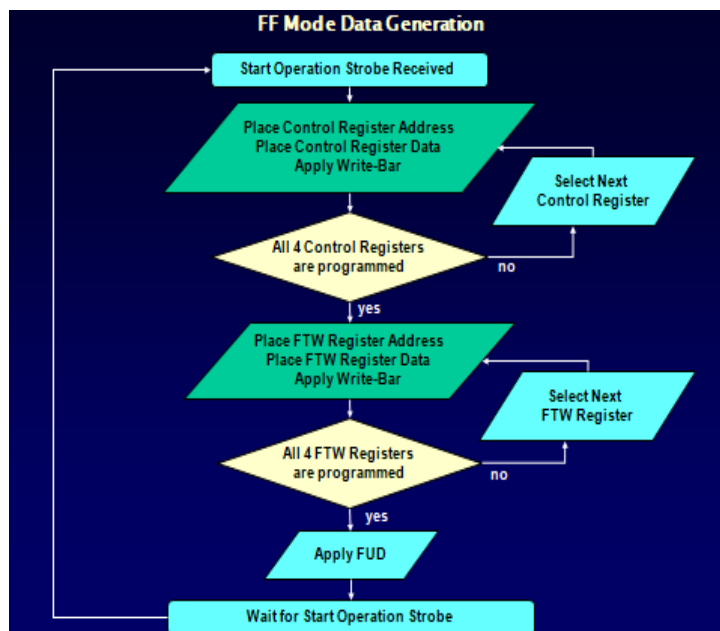 FF Mode Data Generation
Start Operation Strobe Received
Place Control Register Address
Place Control Register Data
Apply Write-Bar
Select Next
Control Register
All 4 Control Registers
are programmed
no
yes
Place FTW Register Address
Place FTW Register Data
Apply Write-Bar
Select Next
FTW Register
All 4 FTW Registers
are programmed
no
yes
Apply FUD
Wait for Start Operation Strobe